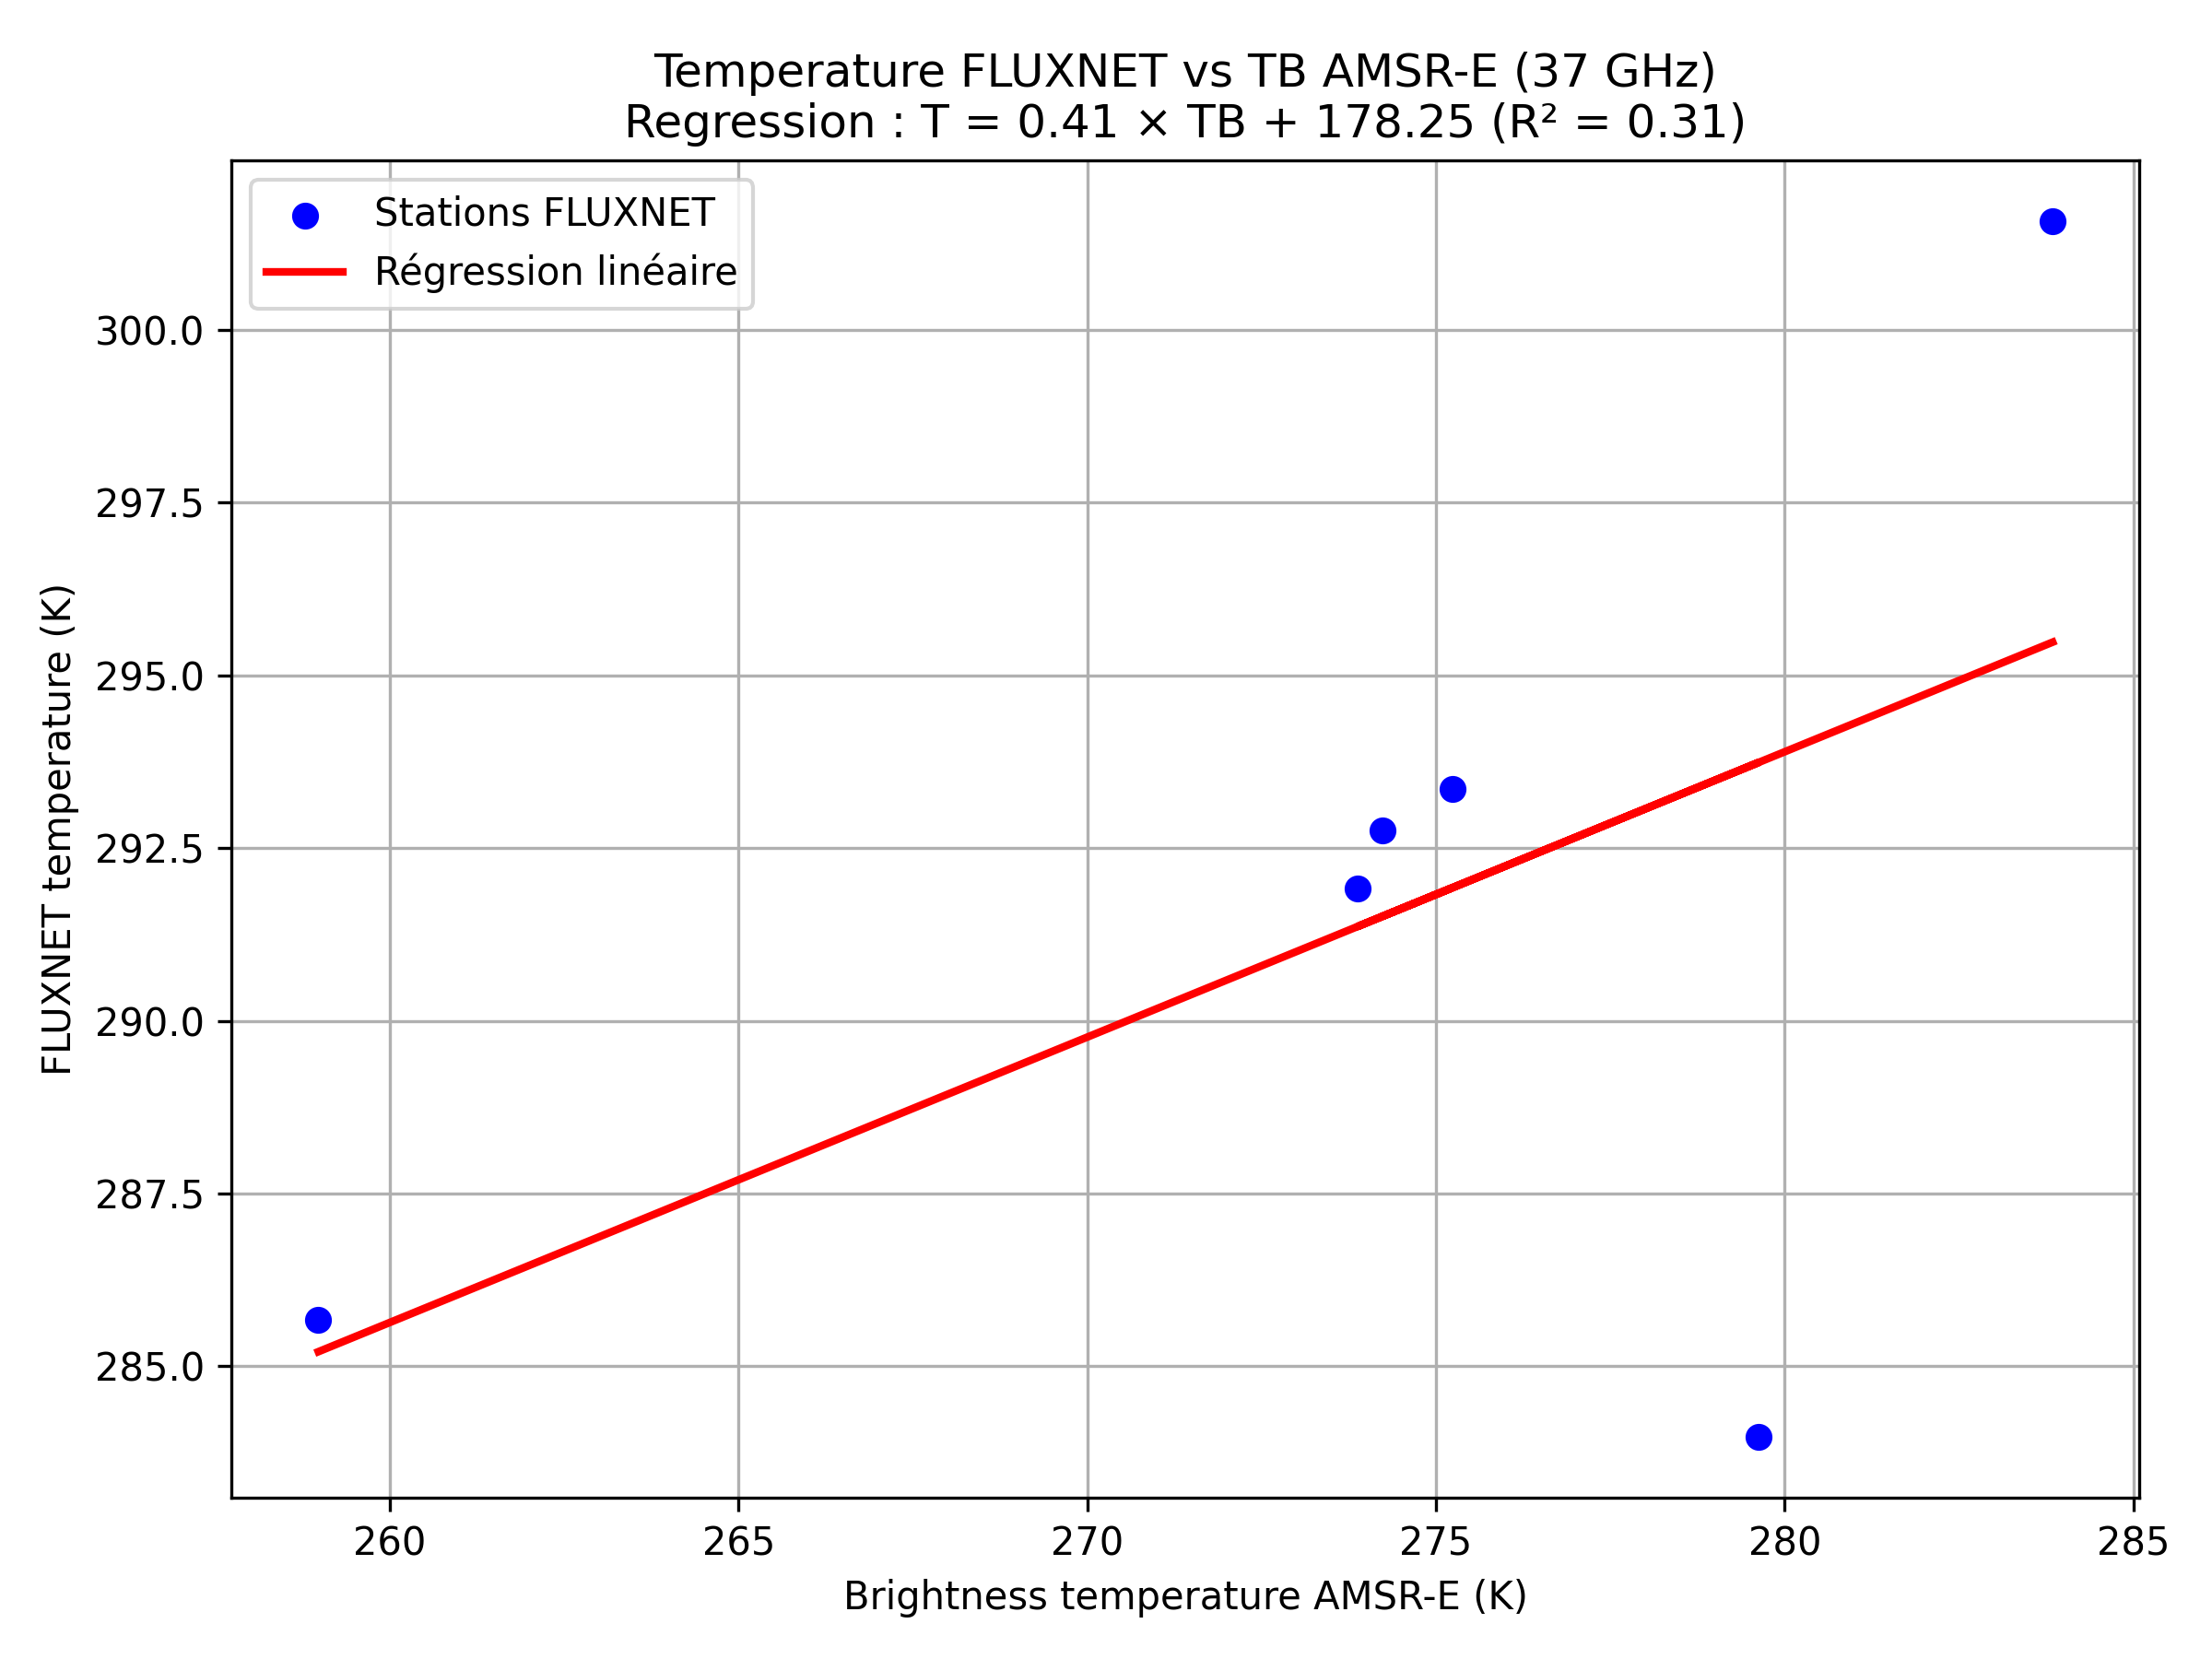 Temperature FLUXNET vs TB AMSR-E (37 GHz)
Regression : T = 0.41 × TB + 178.25 (R² = 0.31)
Stations FLUXNET
Régression linéaire
FLUXNET temperature (K)
300.0
297.5
295.0
292.5
290.0
287.5
285.0
260 265 270 275 280 285
Brightness temperature AMSR-E (K)